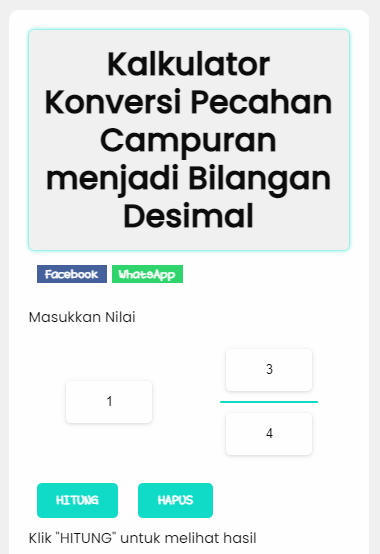 Kalkulator
Konversi Pecahan
Campuran
menjadi Bilangan
Desimal
Facebook WhatsApp
Masukkan Nilai
3
1
4
HITUNG HAPUS
Klik "HITUNG" untuk melihat hasil